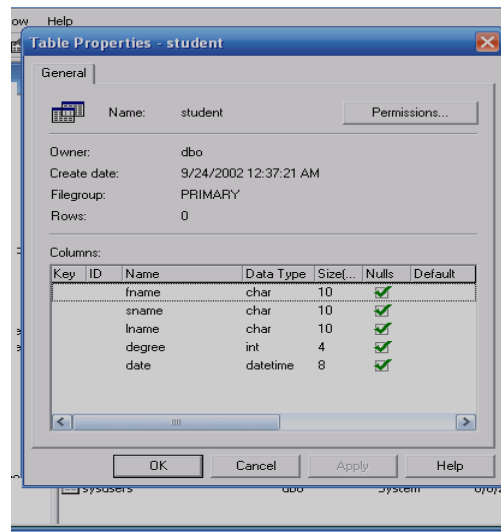 ow Help
Table Properties - student
General
Name: student
Permissions...
Owner: dbo
Create date: 9/24/2002 12:37:21 AM
Filegroup: PRIMARY
Rows: 0
Columns:
Key ID Name Data Type Size(... Nulls Default
fname char 10
sname char 10
lname char 10
degree int 4
date datetime 8
OK Cancel Apply Help
sysusers dbo System